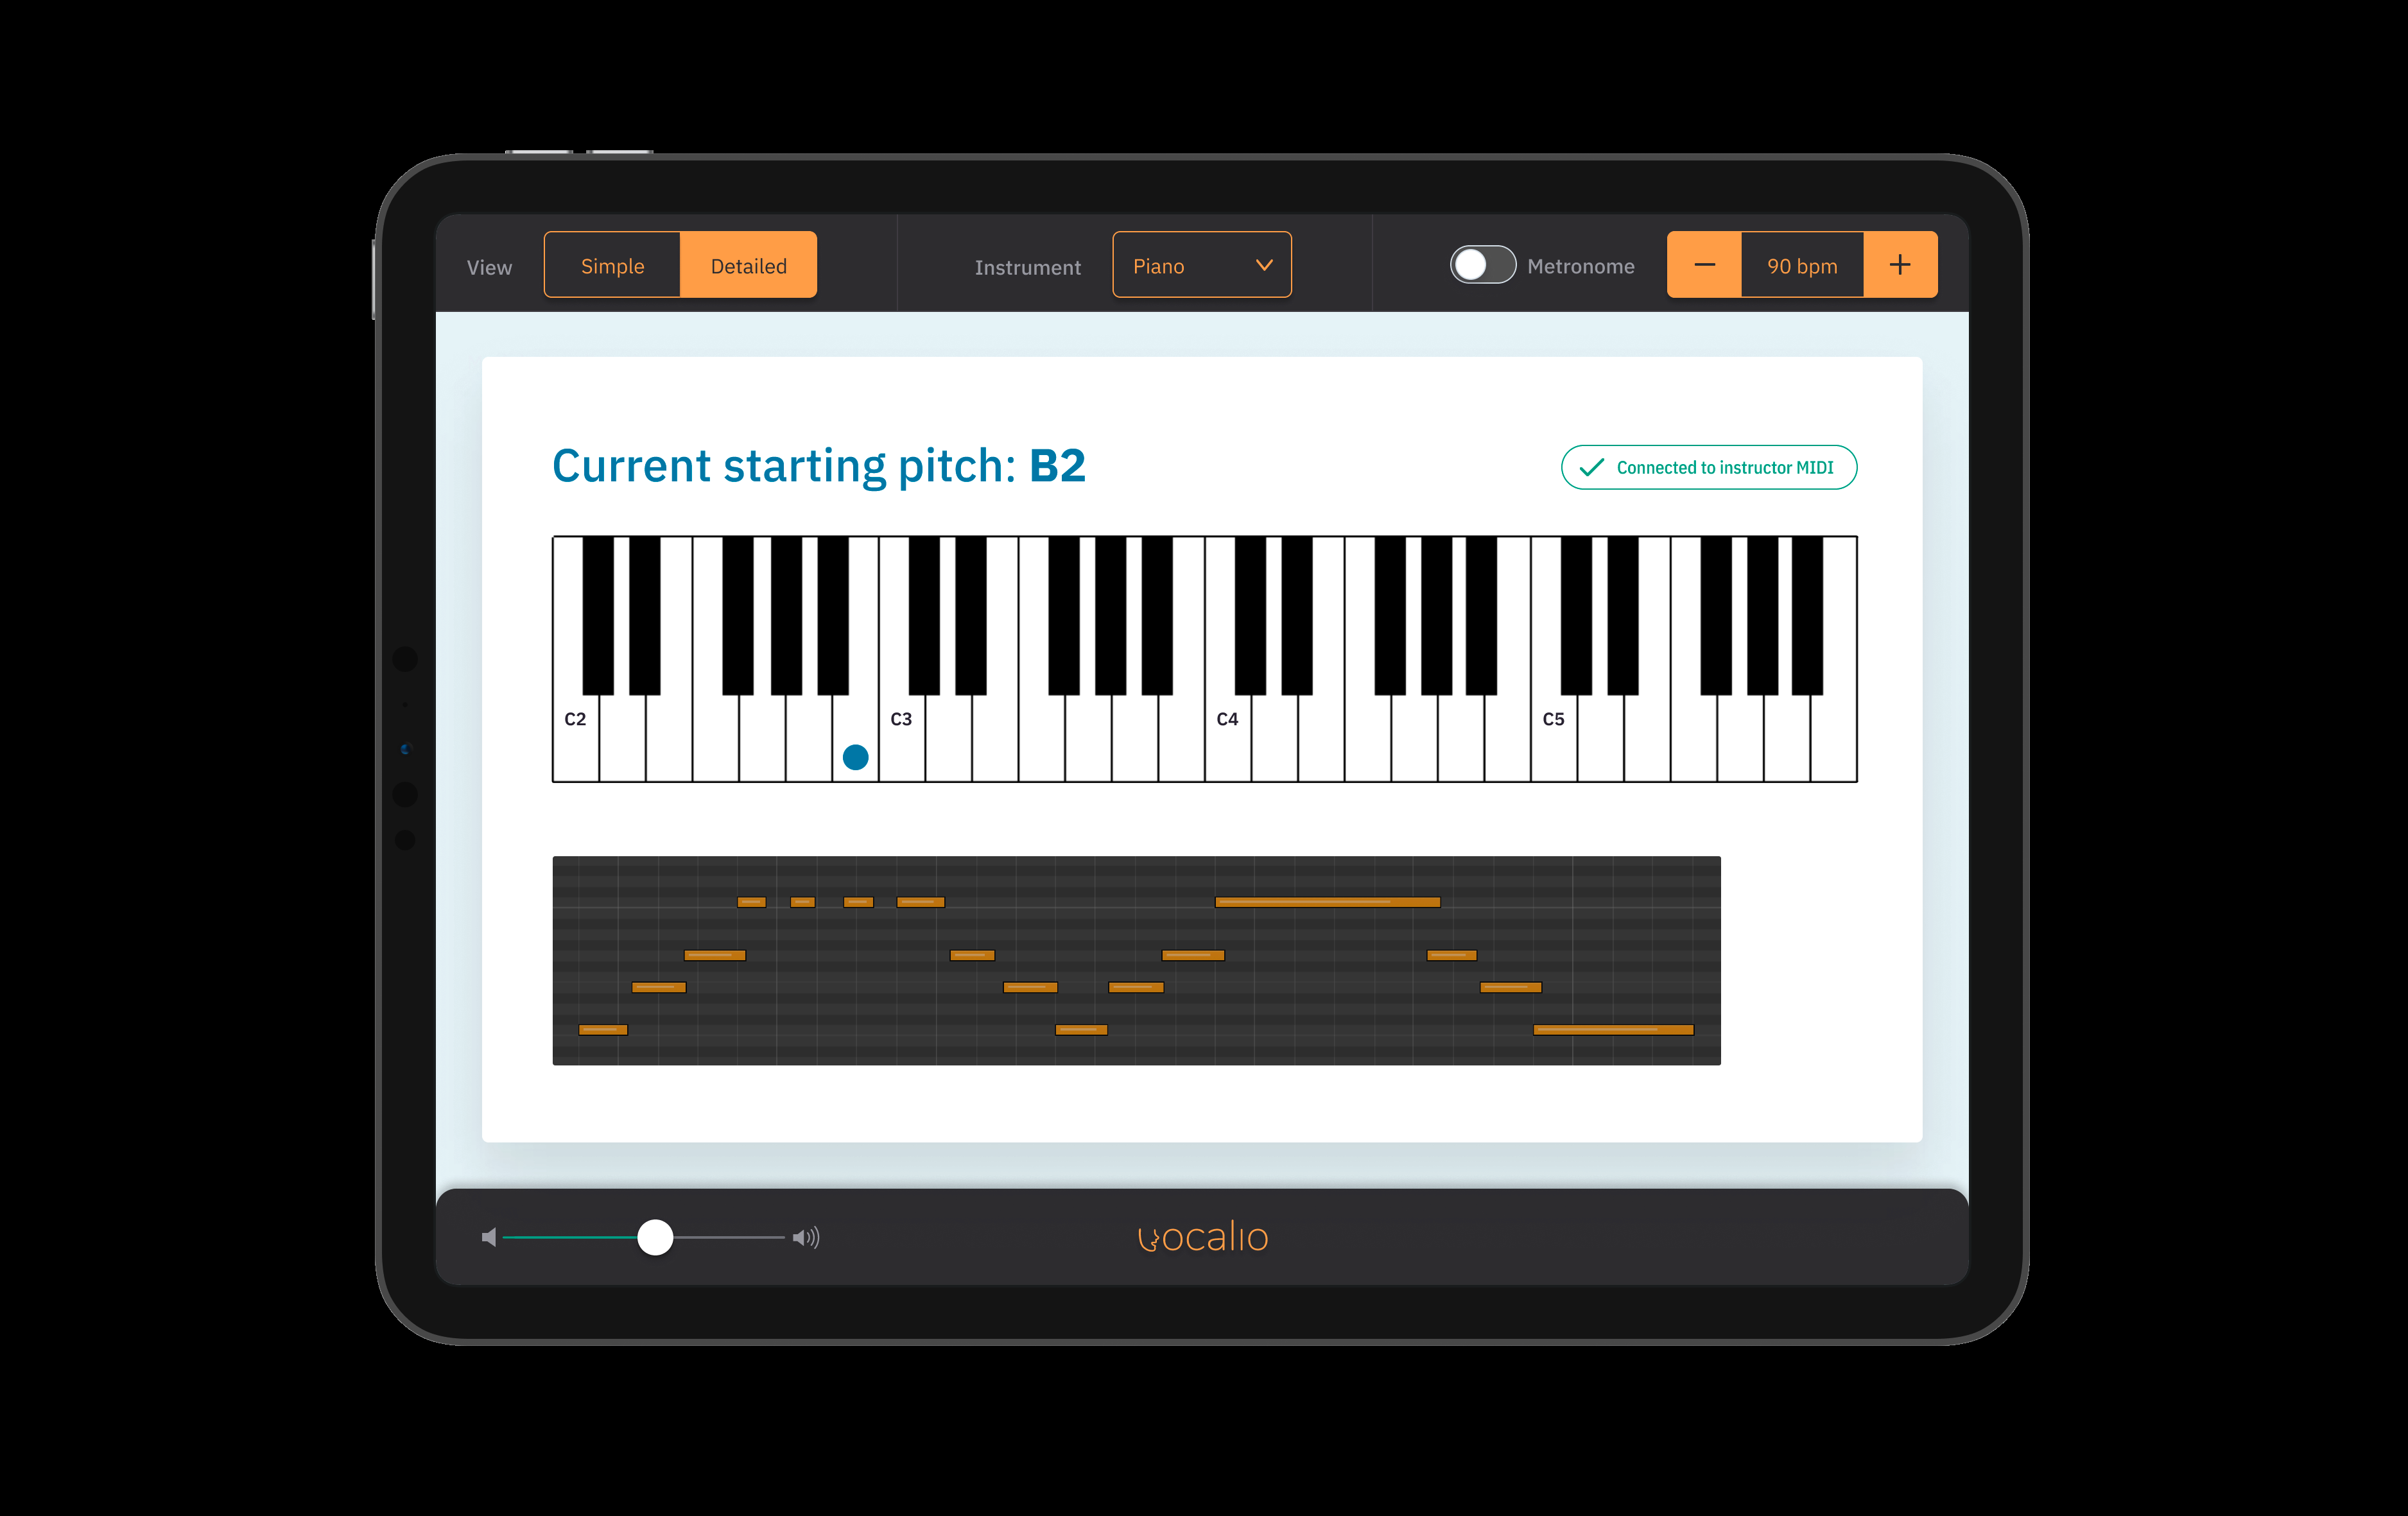 View
Simple
Detailed
Instrument
Piano
Metronome
90 bpm
Current starting pitch: B2
Connected to instructor MIDI
C2
C3
C4
C5
vocalio